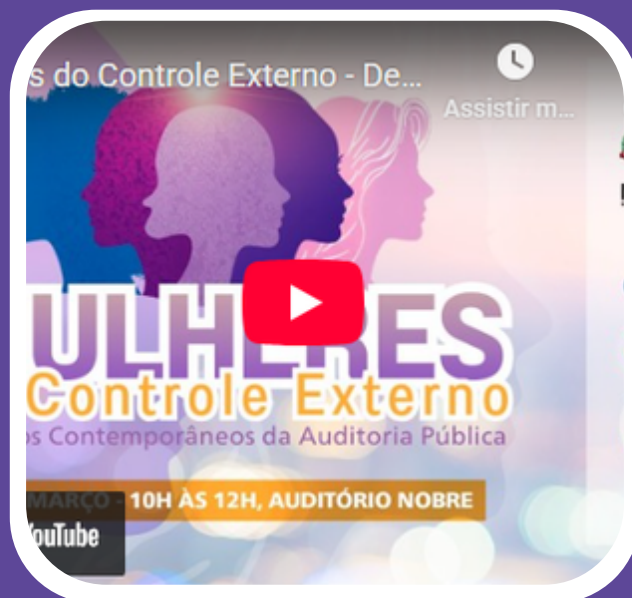 s do Controle Externo - De...
Assistir m...
ULHERES
Controle Externo
os Contemporâneos da Auditoria Pública
MARÇO - 10H ÀS 12H, AUDITÓRIO NOBRE
YouTube